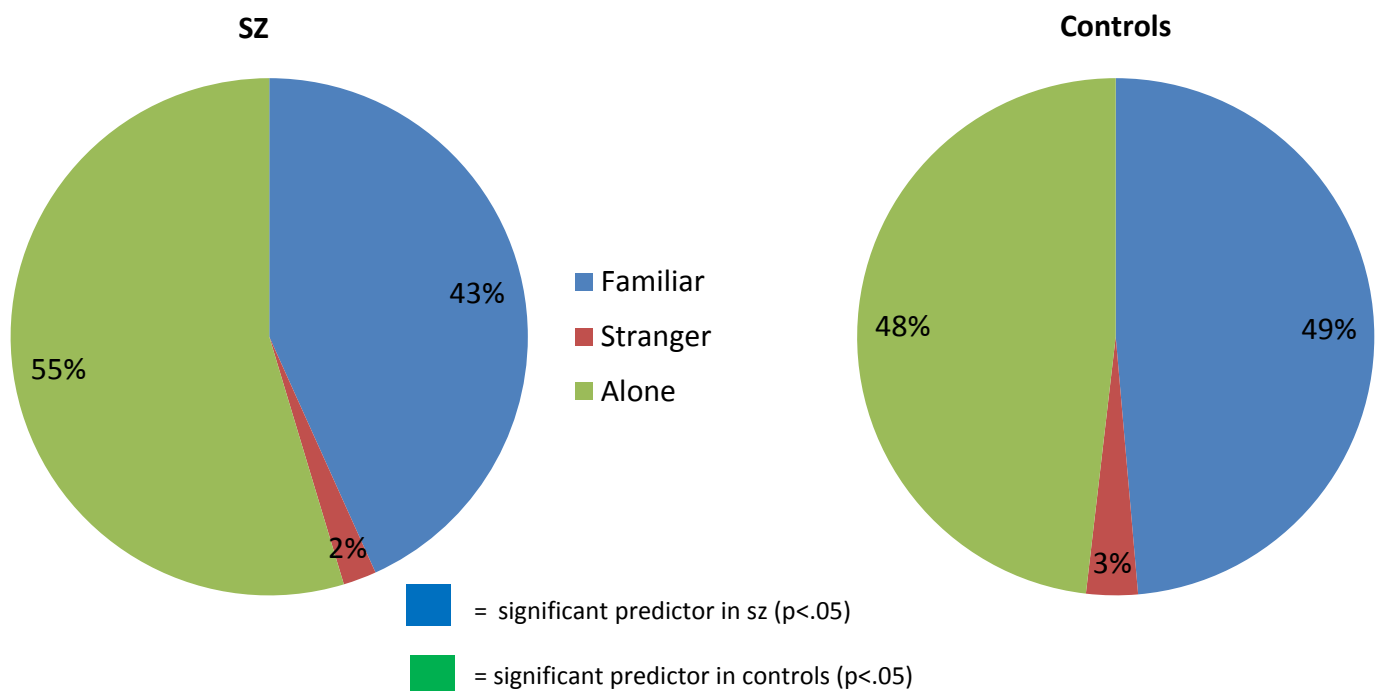 SZ
Controls
43%
55%
2%
Familiar
Stranger
Alone
48%
49%
3%
= significant predictor in sz (p<.05)
= significant predictor in controls (p<.05)